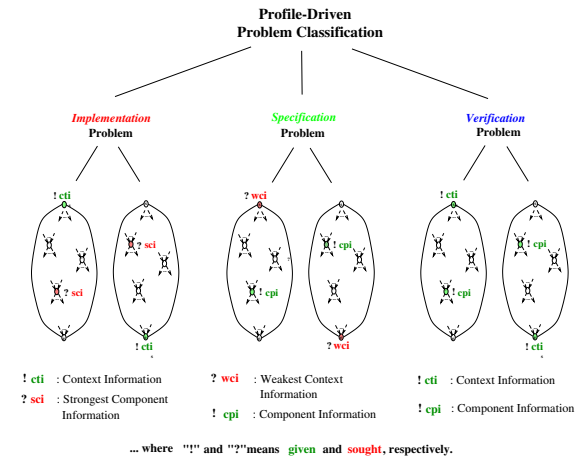 Profile-Driven
Problem Classification
Implementation
Problem
Specification
Problem
Verification
Problem
! cti
? wci
! cti
? sci
! cpi
! cpi
? sci
! cpi
! cpi
! cti
? wci
! cti
! cti : Context Information
? sci : Strongest Component
Information
? wci : Weakest Context
Information
! cpi : Component Information
! cti : Context Information
! cpi : Component Information
... where "!" and "?"means given and sought, respectively.